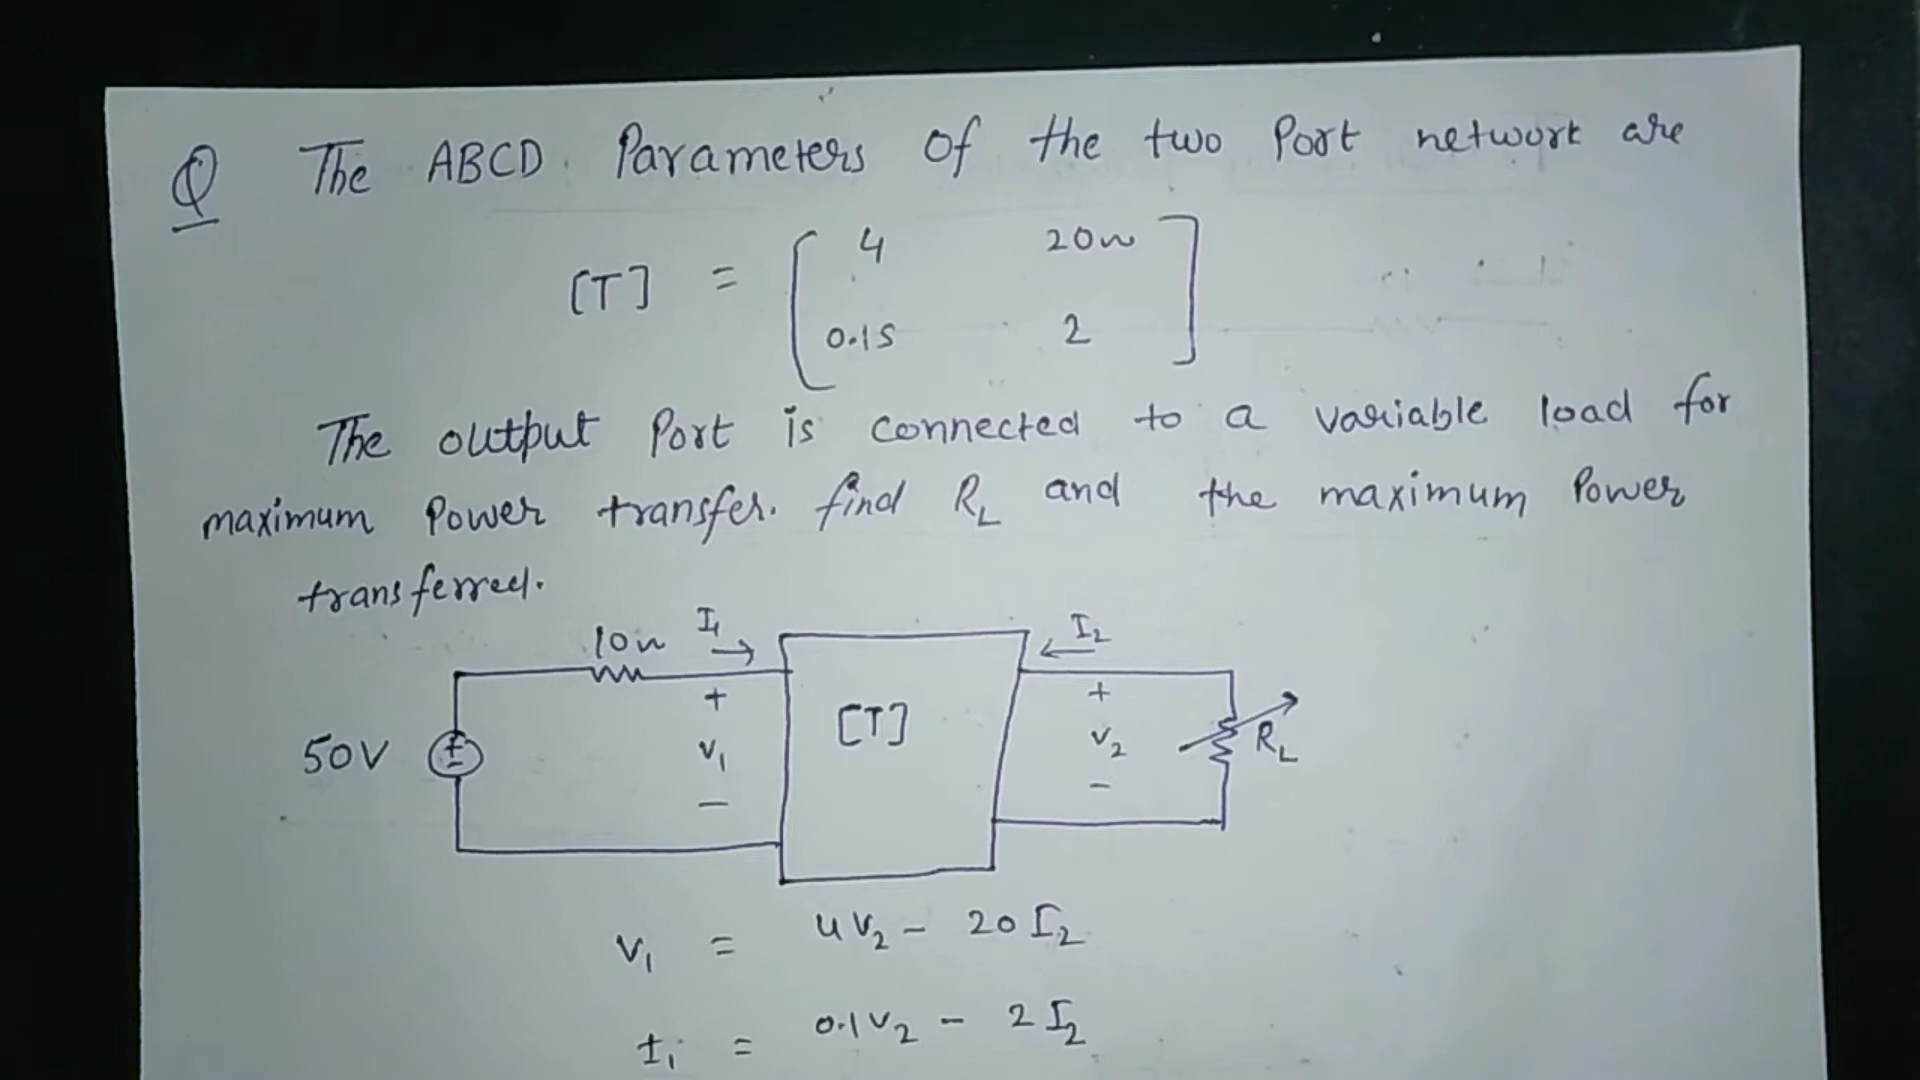 Q The ABCD Parameters of the two Port network are
[T] = [ 4 20Ω
0.1S 2 ]
The output Port is connected to a variable load for
maximum Power transfer. find RL and the maximum Power
transferred.
10Ω I1 I2
+ +
50V ± V1 [T] V2 RL
- -
V1 = 4V2 - 20I2
I1 = 0.1V2 - 2I2